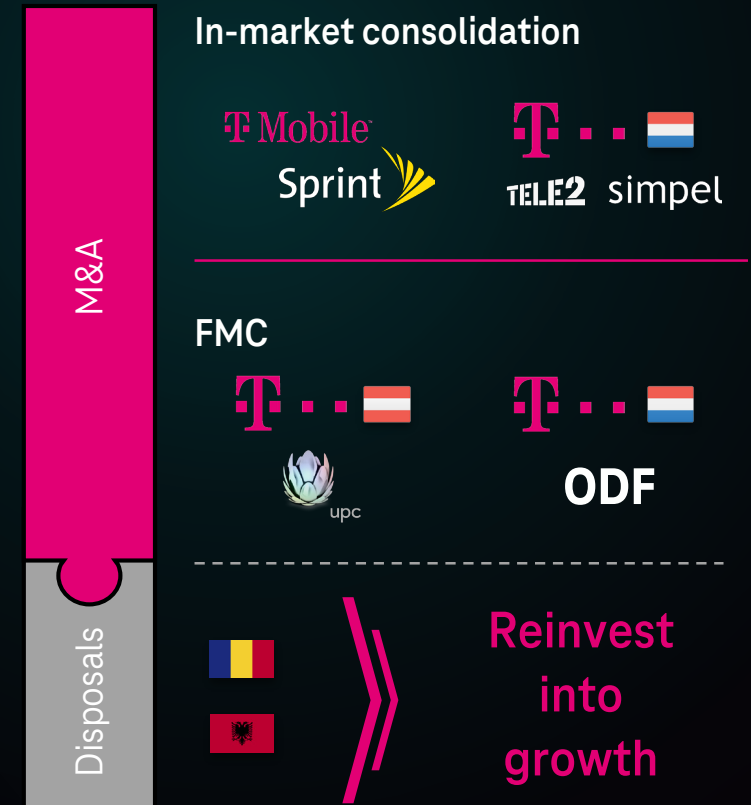 In-market consolidation
T Mobile
Sprint
T
TELE2 simpel
M&A
FMC
T
T
upc
ODF
Disposals
Reinvest
into
growth